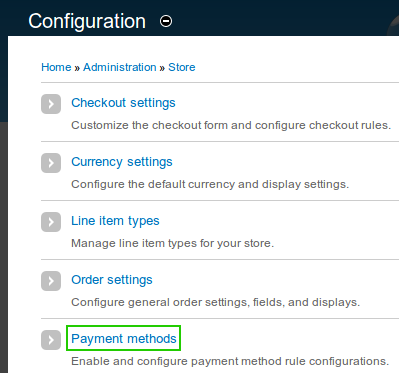 Configuration
Home » Administration » Store
Checkout settings
Customize the checkout form and configure checkout rules.
Currency settings
Configure the default currency and display settings.
Line item types
Manage line item types for your store.
Order settings
Configure general order settings, fields, and displays.
Payment methods
Enable and configure payment method rule configurations.